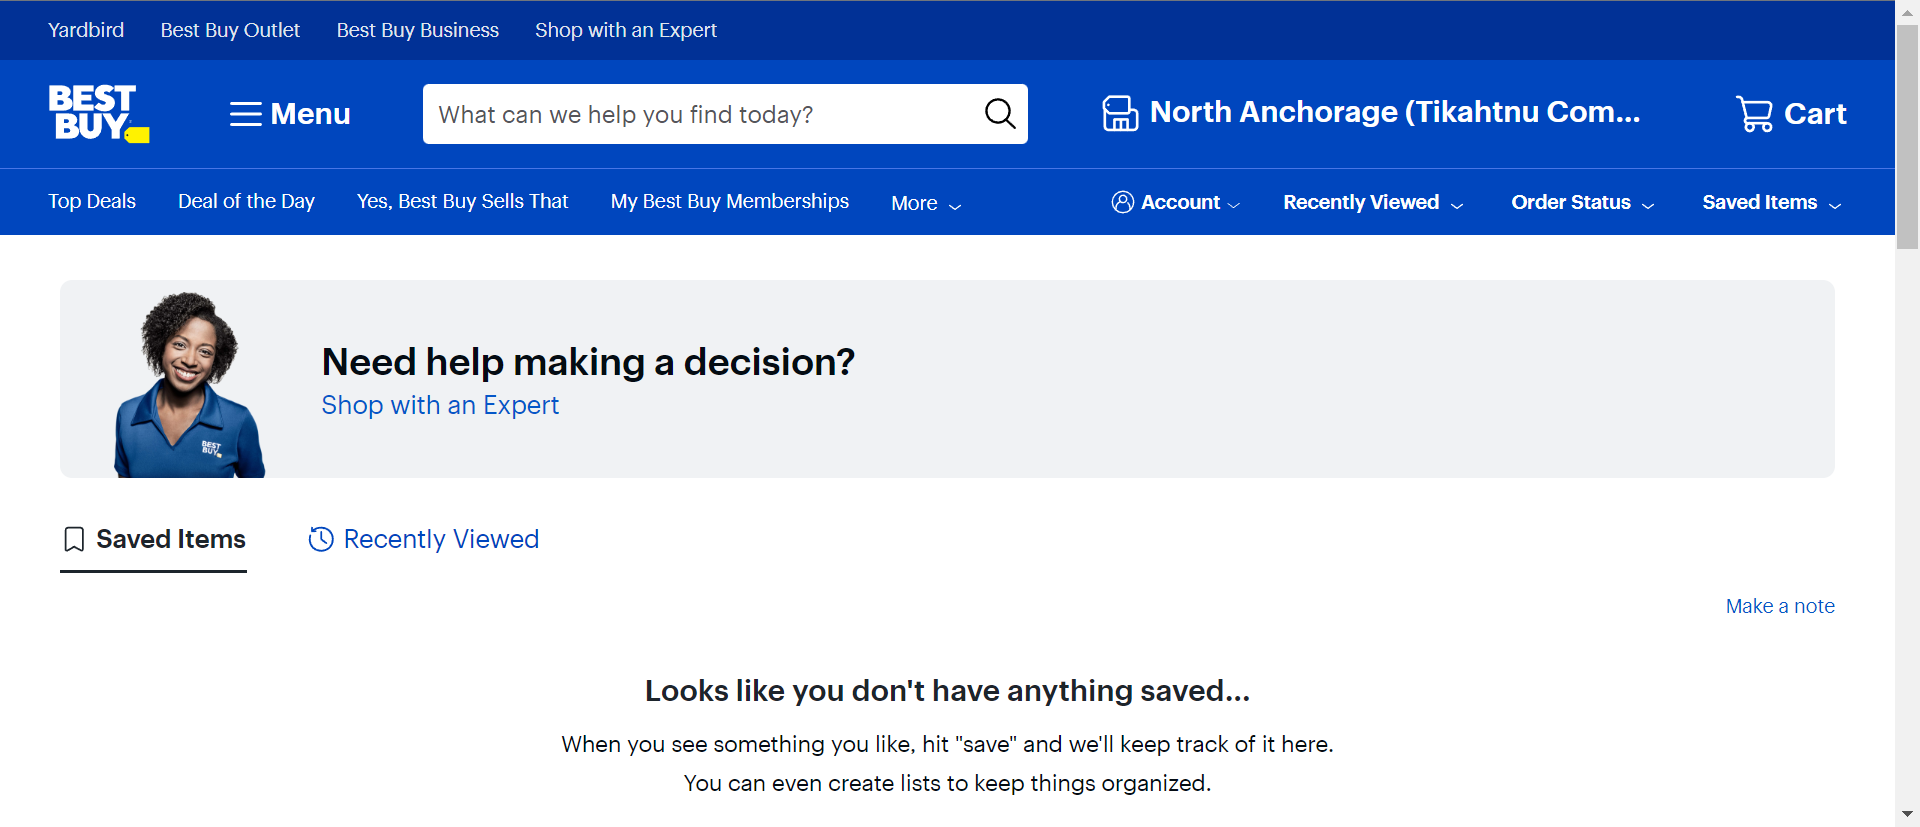 Yardbird Best Buy Outlet Best Buy Business Shop with an Expert
BEST
BUY
Menu
What can we help you find today?
North Anchorage (Tikahtnu Com...
Cart
Top Deals Deal of the Day Yes, Best Buy Sells That My Best Buy Memberships More Account Recently Viewed Order Status Saved Items
Need help making a decision?
Shop with an Expert
BEST
BUY
Saved Items Recently Viewed
Make a note
Looks like you don't have anything saved...
When you see something you like, hit "save" and we'll keep track of it here.
You can even create lists to keep things organized.